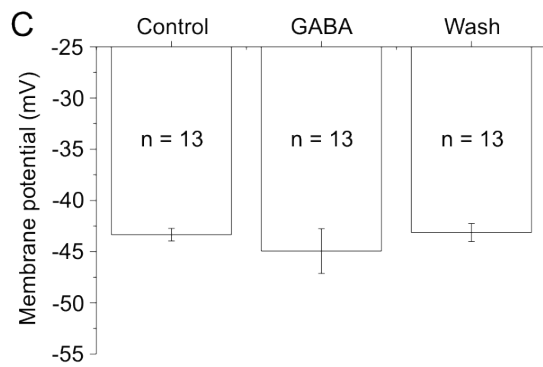 C
Control GABA Wash
Membrane potential (mV)
-25
-30
-35
-40
-45
-50
-55
n = 13 n = 13 n = 13